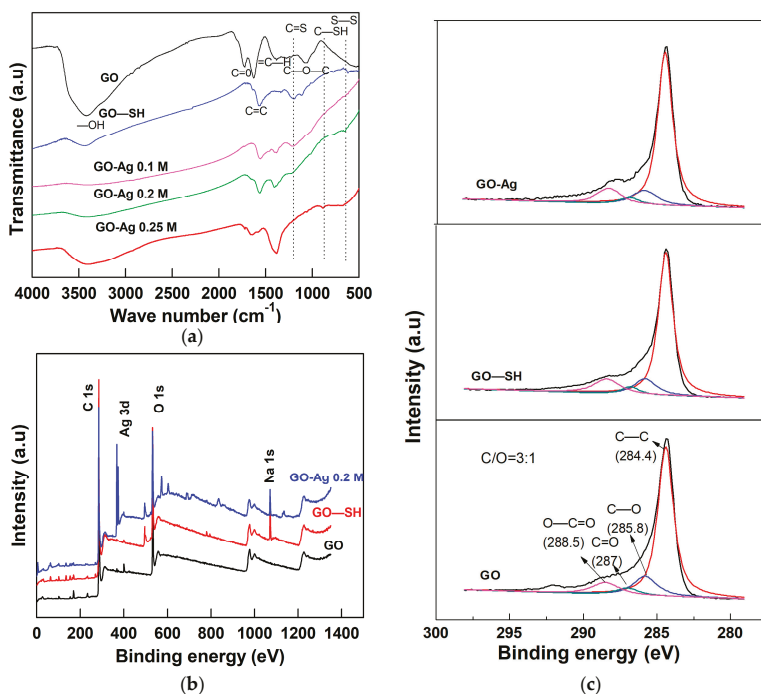 Transmittance (a.u)
C=S
S—S
C—SH
C=O
=C—H
C—O—C
GO
—OH
GO—SH
C=C
GO-Ag 0.1 M
GO-Ag 0.2 M
GO-Ag 0.25 M
4000 3500 3000 2500 2000 1500 1000 500
Wave number (cm⁻¹)
(a)
Intensity (a.u)
C 1s
Ag 3d
O 1s
Na 1s
GO-Ag 0.2 M
GO—SH
GO
0 200 400 600 800 1000 1200 1400
Binding energy (eV)
(b)
Intensity (a.u)
GO-Ag
GO—SH
C/O=3:1
C—C
(284.4)
C—O
(285.8)
O—C=O
(288.5)
C=O
(287)
GO
300 295 290 285 280
Binding energy (eV)
(c)